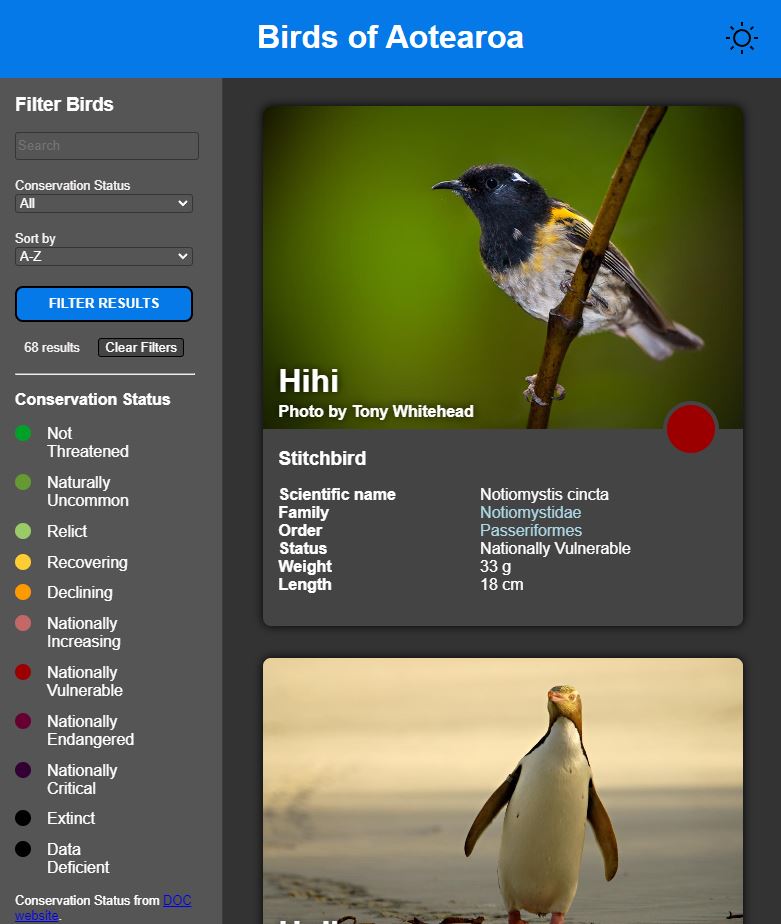 Birds of Aotearoa
Filter Birds
Search
Conservation Status
All
Sort by
A-Z
FILTER RESULTS
68 results
Clear Filters
Conservation Status
Not
Threatened
Naturally
Uncommon
Relict
Recovering
Declining
Nationally
Increasing
Nationally
Vulnerable
Nationally
Endangered
Nationally
Critical
Extinct
Data
Deficient
Conservation Status from DOC
website.
Hihi
Photo by Tony Whitehead
Stitchbird
Scientific name Notiomystis cincta
Family Notiomystidae
Order Passeriformes
Status Nationally Vulnerable
Weight 33 g
Length 18 cm